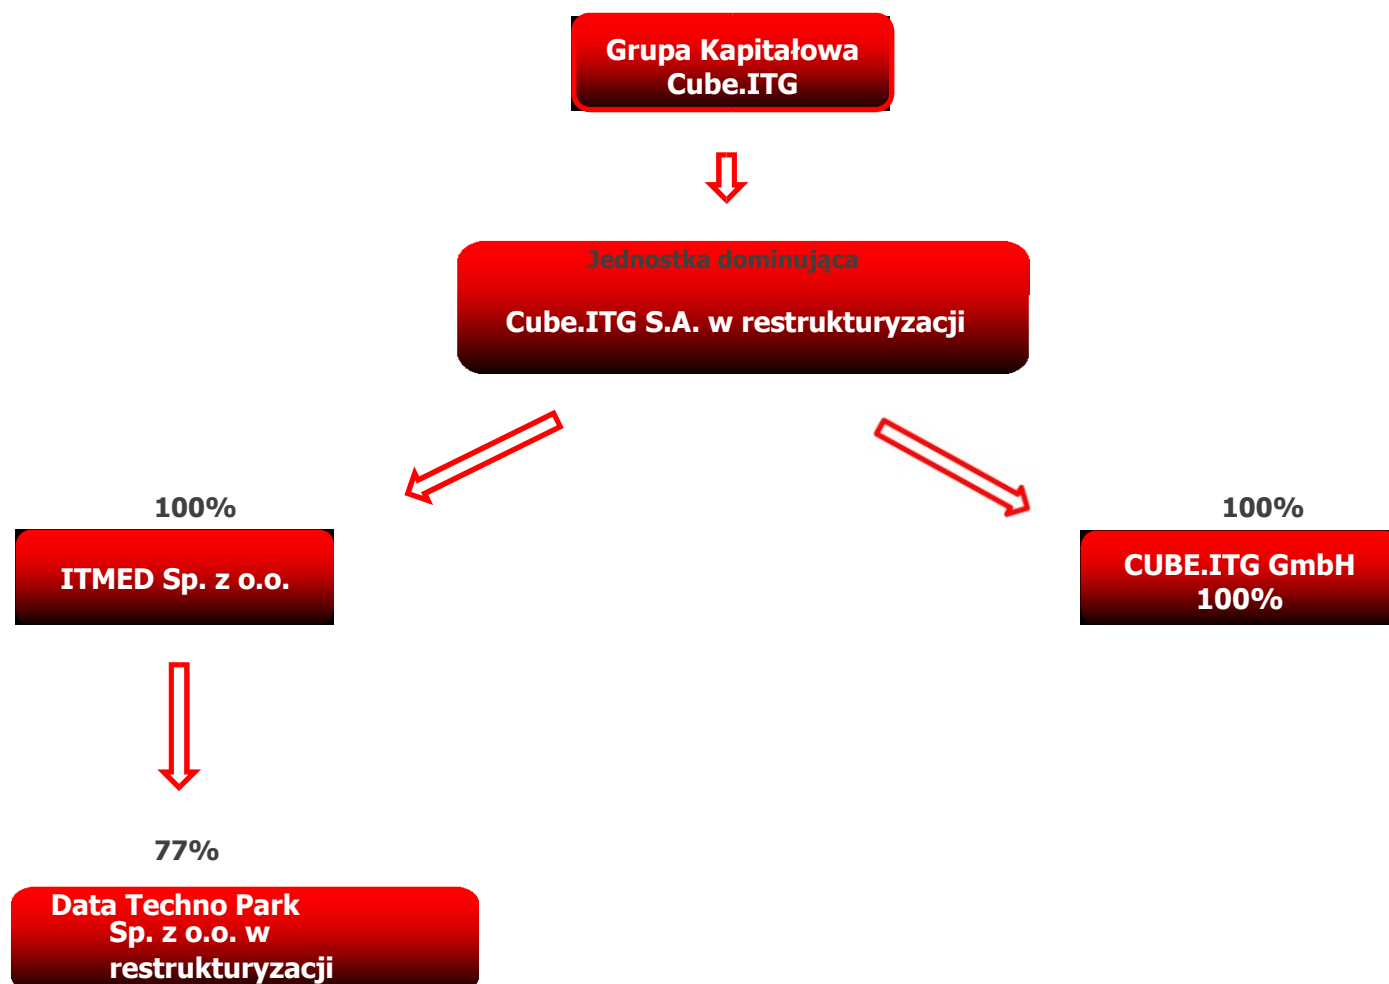 Grupa Kapitałowa
Cube.ITG
Jednostka dominująca
Cube.ITG S.A. w restrukturyzacji
100%
100%
ITMED Sp. z o.o.
CUBE.ITG GmbH
100%
77%
Data Techno Park
Sp. z o.o. w
restrukturyzacji